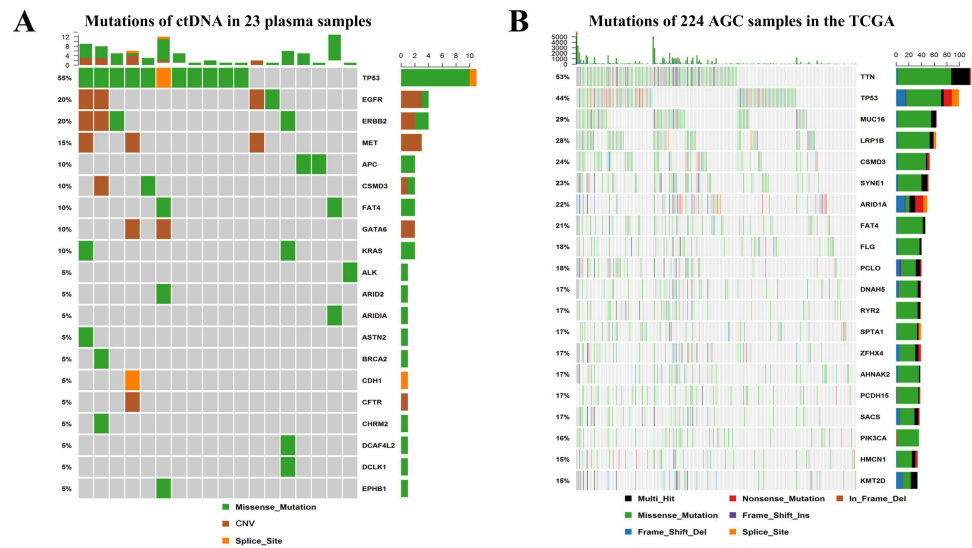 A
Mutations of ctDNA in 23 plasma samples
12
10
8
6
4
2
0
0 2 4 6 8 10
55% TP53
20% EGFR
20% ERBB2
15% MET
10% APC
10% CSMD3
10% FAT4
10% GATA6
10% KRAS
5% ALK
5% ARID2
5% ARIDIA
5% ASTN2
5% BRCA2
5% CDH1
5% CFTR
5% CHRM2
5% DCAF4L2
5% DCLK1
5% EPHB1
Missense_Mutation
CNV
Splice_Site
B
Mutations of 224 AGC samples in the TCGA
5000
4000
3000
2000
1000
0
0 20 40 60 80 100
53% TTN
44% TP53
29% MUC16
28% LRP1B
24% CSMD3
23% SYNE1
22% ARID1A
21% FAT4
18% FLG
18% PCLO
17% DNAH5
17% RYR2
17% SPTA1
17% ZFHX4
17% AHNAK2
17% PCDH15
17% SACS
16% PIK3CA
15% HMCN1
15% KMT2D
Multi_Hit Nonsense_Mutation In_Frame_Del
Missense_Mutation Frame_Shift_Ins
Frame_Shift_Del Splice_Site